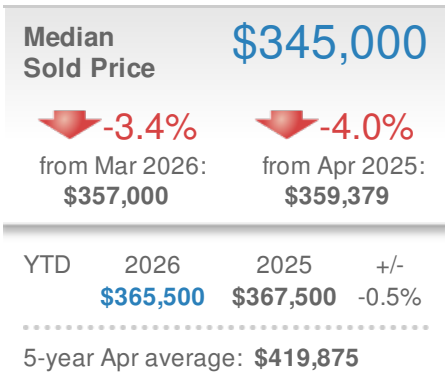 Median
Sold Price
$345,000
-3.4% -4.0%
from Mar 2026: from Apr 2025:
$357,000 $359,379
YTD 2026 2025 +/-
$365,500 $367,500 -0.5%
5-year Apr average: $419,875